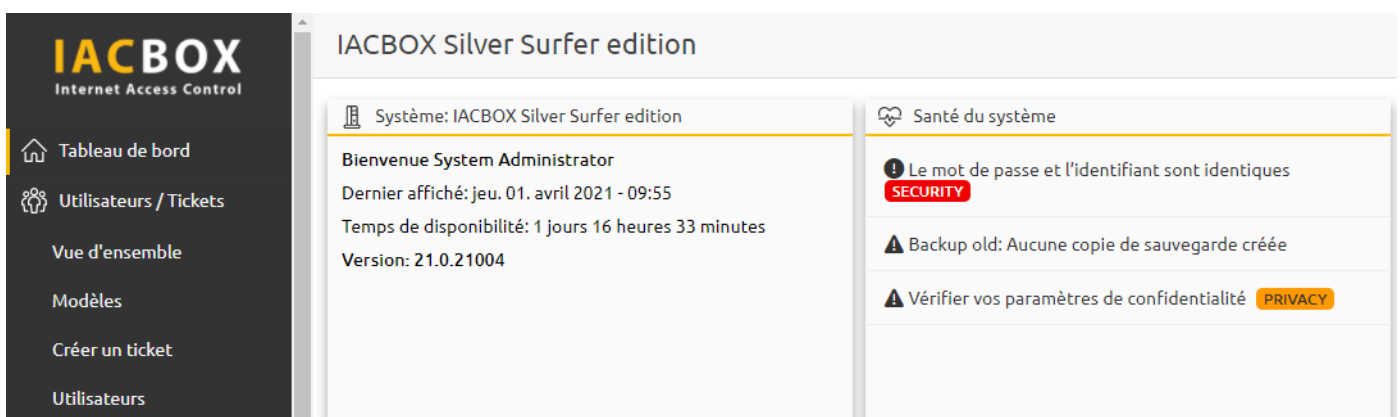 IACBOX
Internet Access Control
Tableau de bord
Utilisateurs / Tickets
Vue d'ensemble
Modèles
Créer un ticket
Utilisateurs
IACBOX Silver Surfer edition
Système: IACBOX Silver Surfer edition
Bienvenue System Administrator
Dernier affiché: jeu. 01. avril 2021 - 09:55
Temps de disponibilité: 1 jours 16 heures 33 minutes
Version: 21.0.21004
Santé du système
Le mot de passe et l’identifiant sont identiques
SECURITY
Backup old: Aucune copie de sauvegarde créée
Vérifier vos paramètres de confidentialité PRIVACY